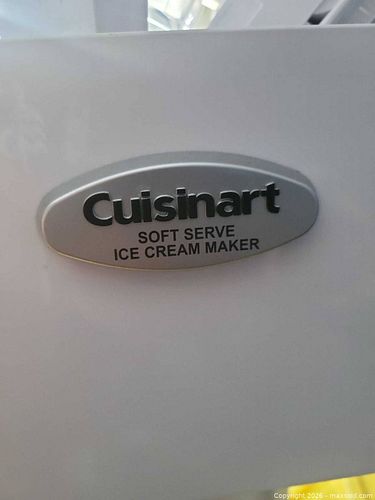 Cuisinart
SOFT SERVE
ICE CREAM MAKER
Copyright 2026 - maxsold.com